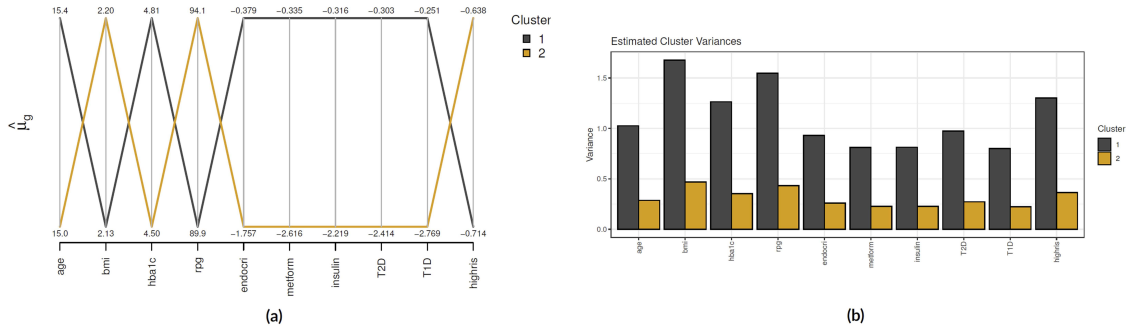 15.4 2.20 4.81 94.1 −0.379 −0.335 −0.316 −0.303 −0.251 −0.638
Cluster
1
2
μ̂g
15.0 2.13 4.50 89.9 −1.757 −2.616 −2.219 −2.414 −2.769 −0.714
age bmi hba1c rpg endocri metform insulin T2D T1D highris
(a)
Estimated Cluster Variances
Variance
1.5
1.0
0.5
0.0
Cluster
1
2
age bmi hba1c rpg endocri metform insulin T2D T1D highris
(b)